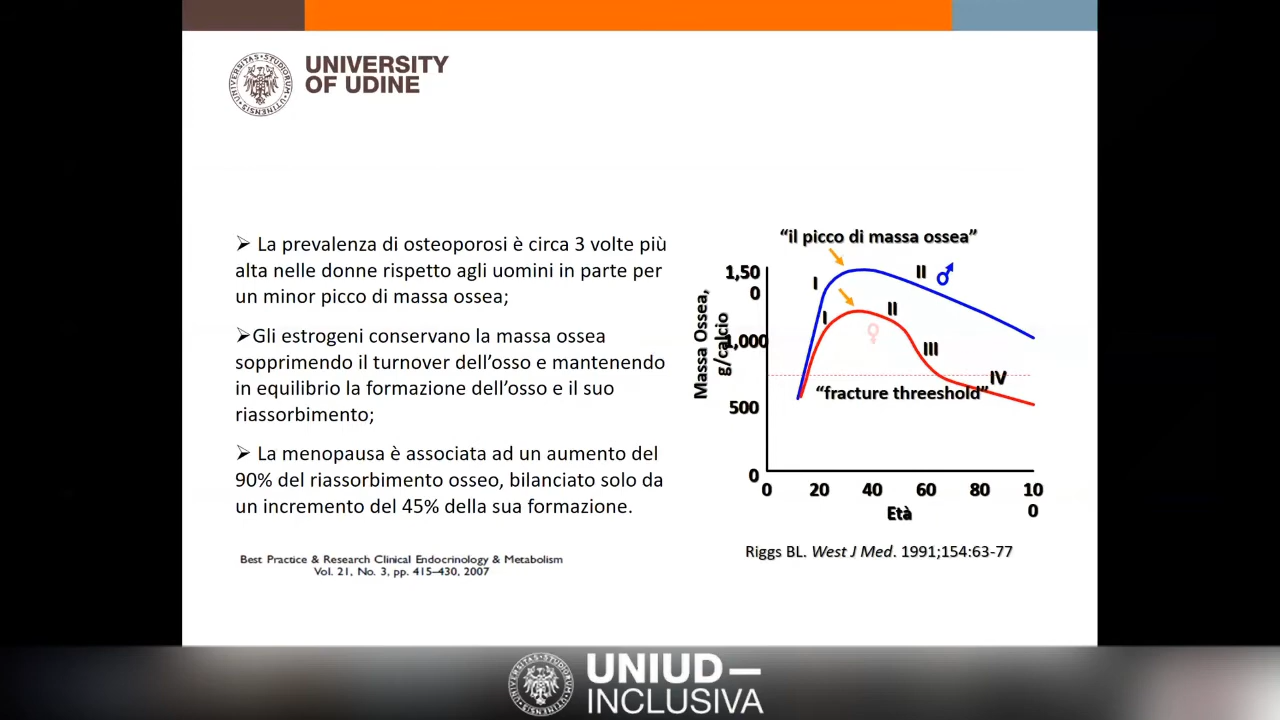 UNIVERSITY
OF UDINE
➢ La prevalenza di osteoporosi è circa 3 volte più
alta nelle donne rispetto agli uomini in parte per
un minor picco di massa ossea;
➢Gli estrogeni conservano la massa ossea
sopprimendo il turnover dell'osso e mantenendo
in equilibrio la formazione dell'osso e il suo
riassorbimento;
➢ La menopausa è associata ad un aumento del
90% del riassorbimento osseo, bilanciato solo da
un incremento del 45% della sua formazione.
Best Practice & Research Clinical Endocrinology & Metabolism
Vol. 21, No. 3, pp. 415–430, 2007
“il picco di massa ossea”
Massa Ossea,
g/calcio
1,50
0
1,000
500
0
I
II
♂
I
II
♀
III
IV
“fracture threeshold”
0 20 40 60 80 10
0
Età
Riggs BL. West J Med. 1991;154:63-77
UNIUD—
INCLUSIVA